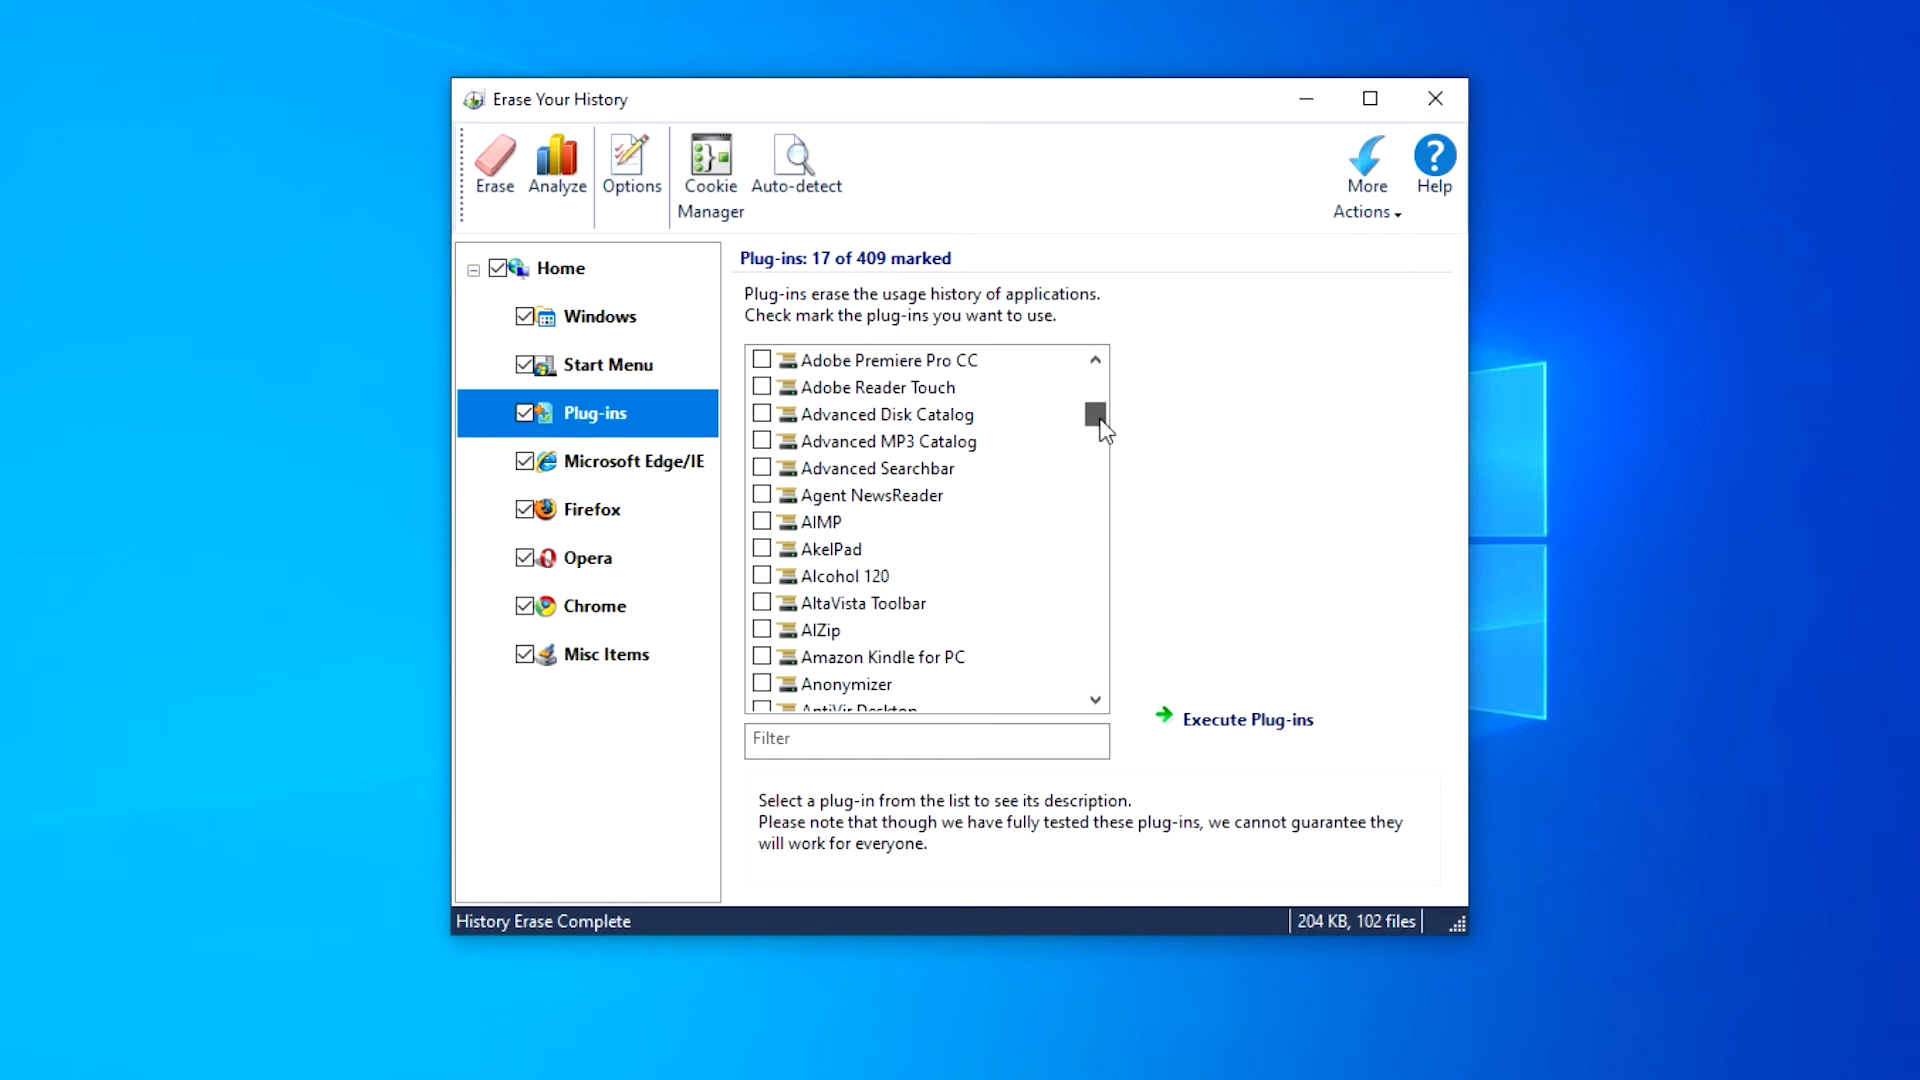 Erase Your History
Erase
Analyze
Options
Cookie
Manager
Auto-detect
More
Actions
Help
Home
Windows
Start Menu
Plug-ins
Microsoft Edge/IE
Firefox
Opera
Chrome
Misc Items
Plug-ins: 17 of 409 marked
Plug-ins erase the usage history of applications.
Check mark the plug-ins you want to use.
Adobe Premiere Pro CC
Adobe Reader Touch
Advanced Disk Catalog
Advanced MP3 Catalog
Advanced Searchbar
Agent NewsReader
AIMP
AkelPad
Alcohol 120
AltaVista Toolbar
AlZip
Amazon Kindle for PC
Anonymizer
AntiVir Desktop
Filter
Execute Plug-ins
Select a plug-in from the list to see its description.
Please note that though we have fully tested these plug-ins, we cannot guarantee they
will work for everyone.
History Erase Complete
204 KB, 102 files